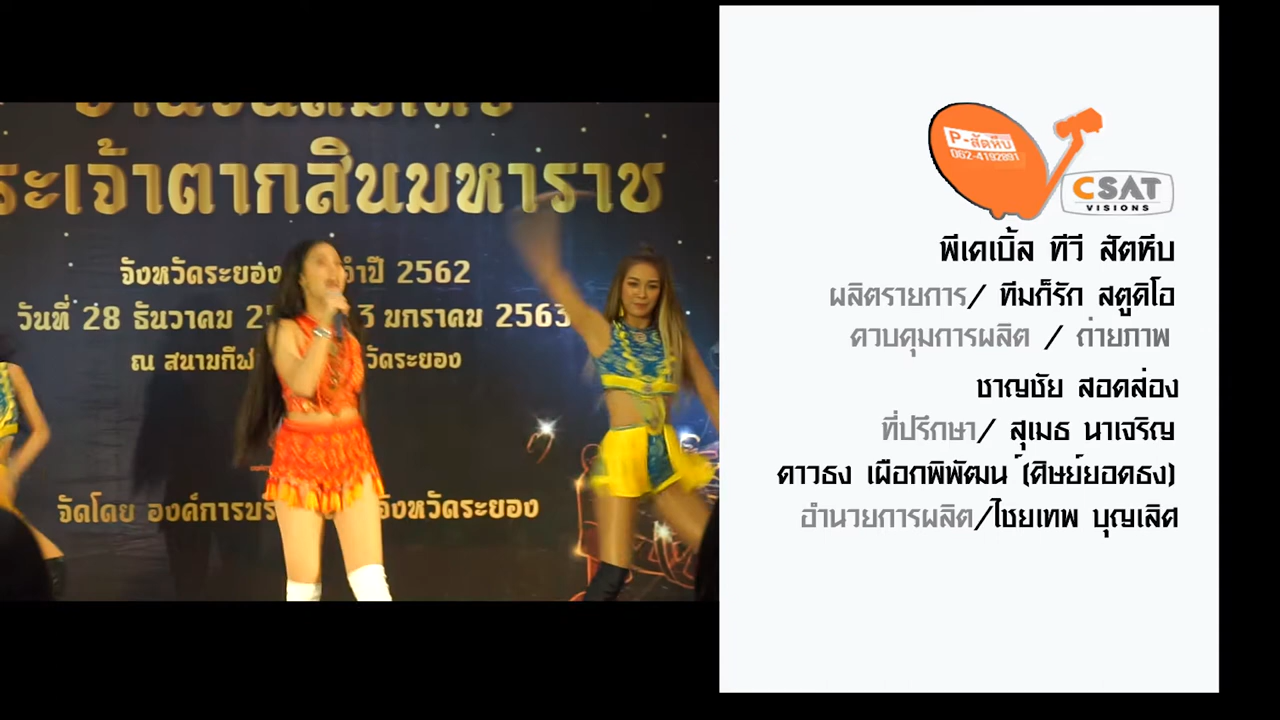 ระเจ้าตากสินมหาราช
จังหวัดระยอง ำปี 2562
วันที่ 28 ธันวาคม 25 3 มกราคม 2563
ณ สนามกีฬ วัดระยอง
จัดโดย องค์การบริ จังหวัดระยอง
P-สัตหีบ
062-4192891
CSAT
VISIONS
พีเคเบิ้ล ทีวี สัตหีบ
ผลิตรายการ/ ทีมก็รัก สตูดิโอ
ควบคุมการผลิต / ถ่ายภาพ
ชาญชัย สอดส่อง
ที่ปรึกษา/ สุเมธ นาเจริญ
ดาวธง เผือกพิพัฒน์ (ศิษย์ยอดธง)
อำนวยการผลิต/ไชยเทพ บุญเลิศ